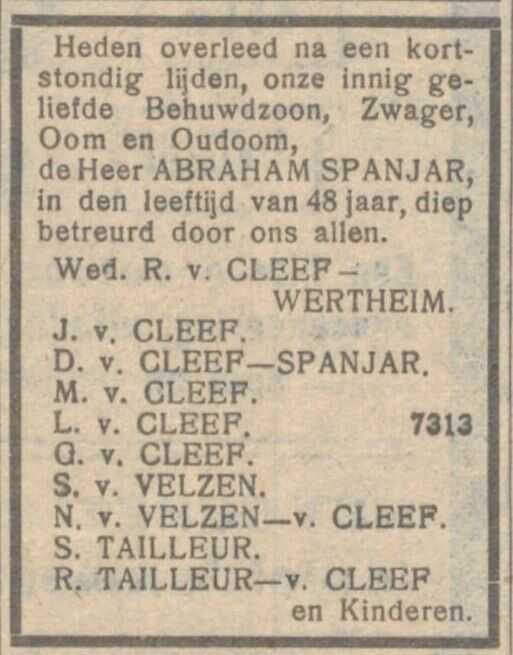 Heden overleed na een kort-
stondig lijden, onze innig ge-
liefde Behuwdzoon, Zwager,
Oom en Oudoom,
de Heer ABRAHAM SPANJAR,
in den leeftijd van 48 jaar, diep
betreurd door ons allen.
Wed. R. v. CLEEF—
WERTHEIM.
J. v. CLEEF.
D. v. CLEEF—SPANJAR.
M. v. CLEEF.
L. v. CLEEF. 7313
G. v. CLEEF.
S. v. VELZEN.
N. v. VELZEN—v. CLEEF.
S. TAILLEUR.
R. TAILLEUR—v. CLEEF
en Kinderen.